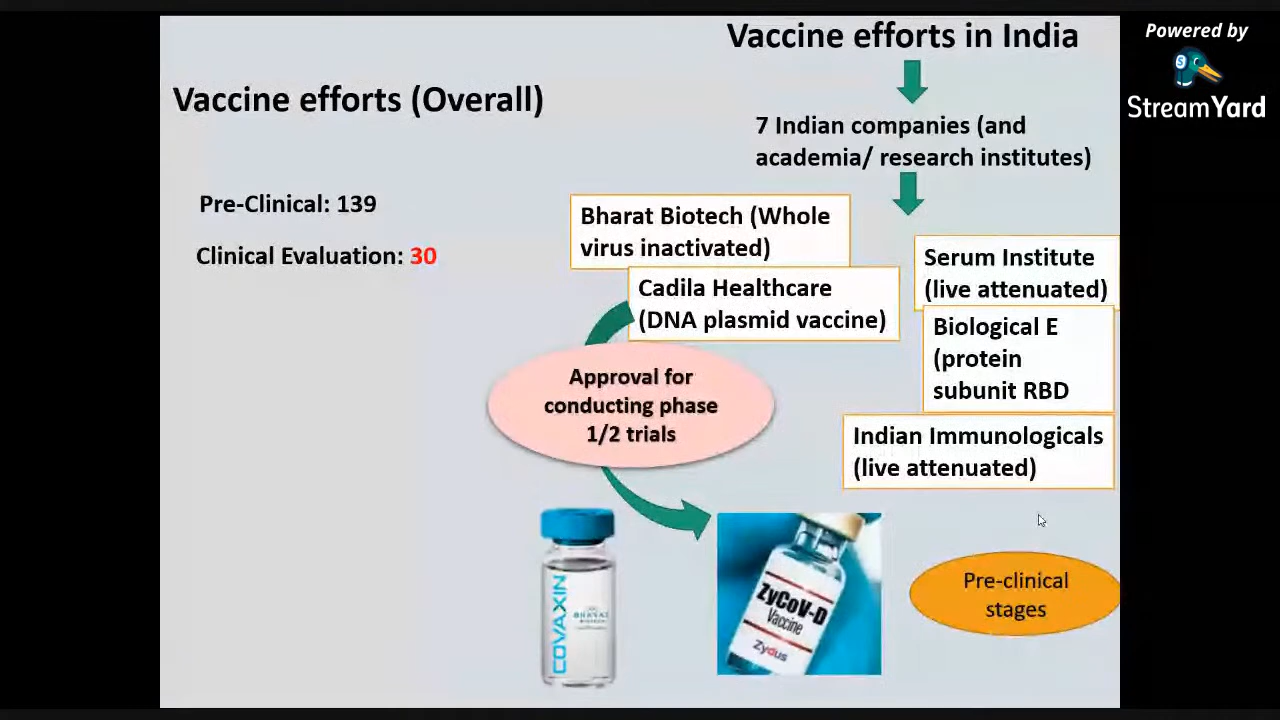 Powered by
StreamYard
Vaccine efforts in India
Vaccine efforts (Overall)
7 Indian companies (and
academia/ research institutes)
Pre-Clinical: 139
Clinical Evaluation: 30
Bharat Biotech (Whole
virus inactivated)
Cadila Healthcare
(DNA plasmid vaccine)
Serum Institute
(live attenuated)
Biological E
(protein
subunit RBD
Indian Immunologicals
(live attenuated)
Approval for
conducting phase
1/2 trials
COVAXIN
BHARAT
ZyCoV-D
Vaccine
Zydus
Pre-clinical
stages